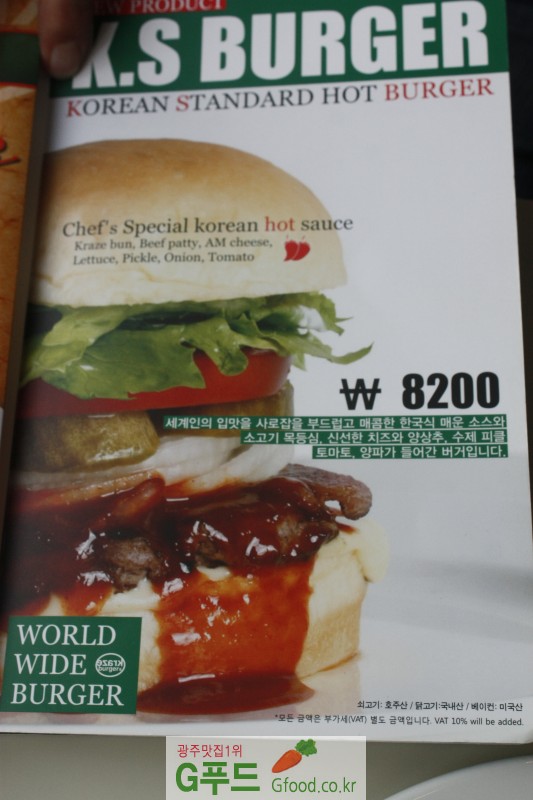 NEW PRODUCT
K.S BURGER
KOREAN STANDARD HOT BURGER
Chef's Special korean hot sauce
Kraze bun, Beef patty, AM cheese,
Lettuce, Pickle, Onion, Tomato
₩ 8200
세계인의 입맛을 사로잡을 부드럽고 매콤한 한국식 매운 소스와
소고기 목등심, 신선한 치즈와 양상추, 수제 피클
토마토, 양파가 들어간 버거입니다.
WORLD
WIDE kraze burgers
BURGER
쇠고기: 호주산 / 닭고기:국내산 / 베이컨: 미국산
*모든 금액은 부가세(VAT) 별도 금액입니다. VAT 10% will be added.
광주맛집1위
G푸드 Gfood.co.kr